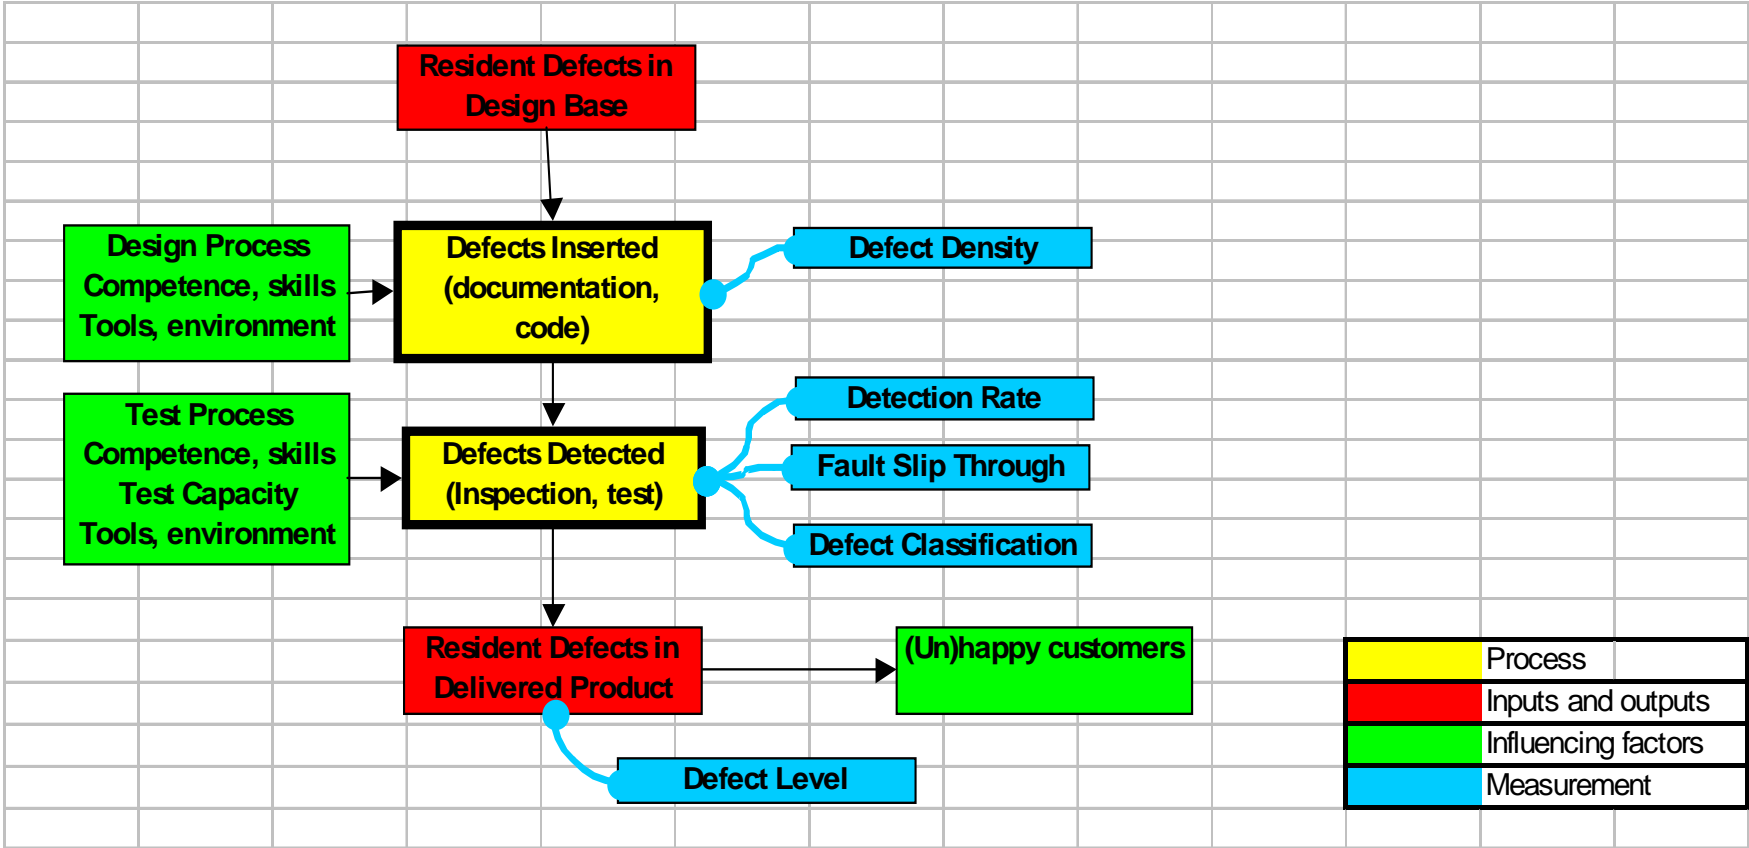 Resident Defects in
Design Base
Design Process
Competence, skills
Tools, environment
Defects Inserted
(documentation,
code)
Defect Density
Test Process
Competence, skills
Test Capacity
Tools, environment
Defects Detected
(Inspection, test)
Detection Rate
Fault Slip Through
Defect Classification
Resident Defects in
Delivered Product
(Un)happy customers
Defect Level
Process
Inputs and outputs
Influencing factors
Measurement